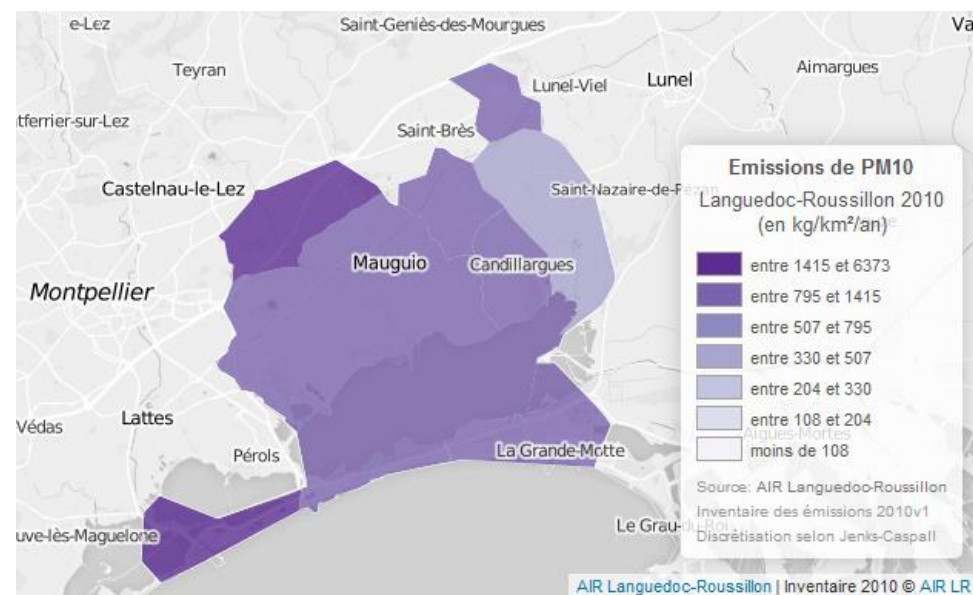 e-Lez
Saint-Geniès-des-Mourgues
Va
Teyran
Lunel-Viel
Lunel
Aimargues
tferrier-sur-Lez
Saint-Brès
Castelnau-le-Lez
Saint-Nazaire-de-Pézan
Mauguio
Candillargues
Montpellier
Védas
Lattes
Pérols
La Grande-Motte
Aigues-Mortes
uve-lès-Maguelone
Le Grau-du-Roi
Emissions de PM10
Languedoc-Roussillon 2010
(en kg/km²/an)
entre 1415 et 6373
entre 795 et 1415
entre 507 et 795
entre 330 et 507
entre 204 et 330
entre 108 et 204
moins de 108
Source: AIR Languedoc-Roussillon
Inventaire des émissions 2010v1
Discrétisation selon Jenks-Caspall
AIR Languedoc-Roussillon | Inventaire 2010 © AIR LR